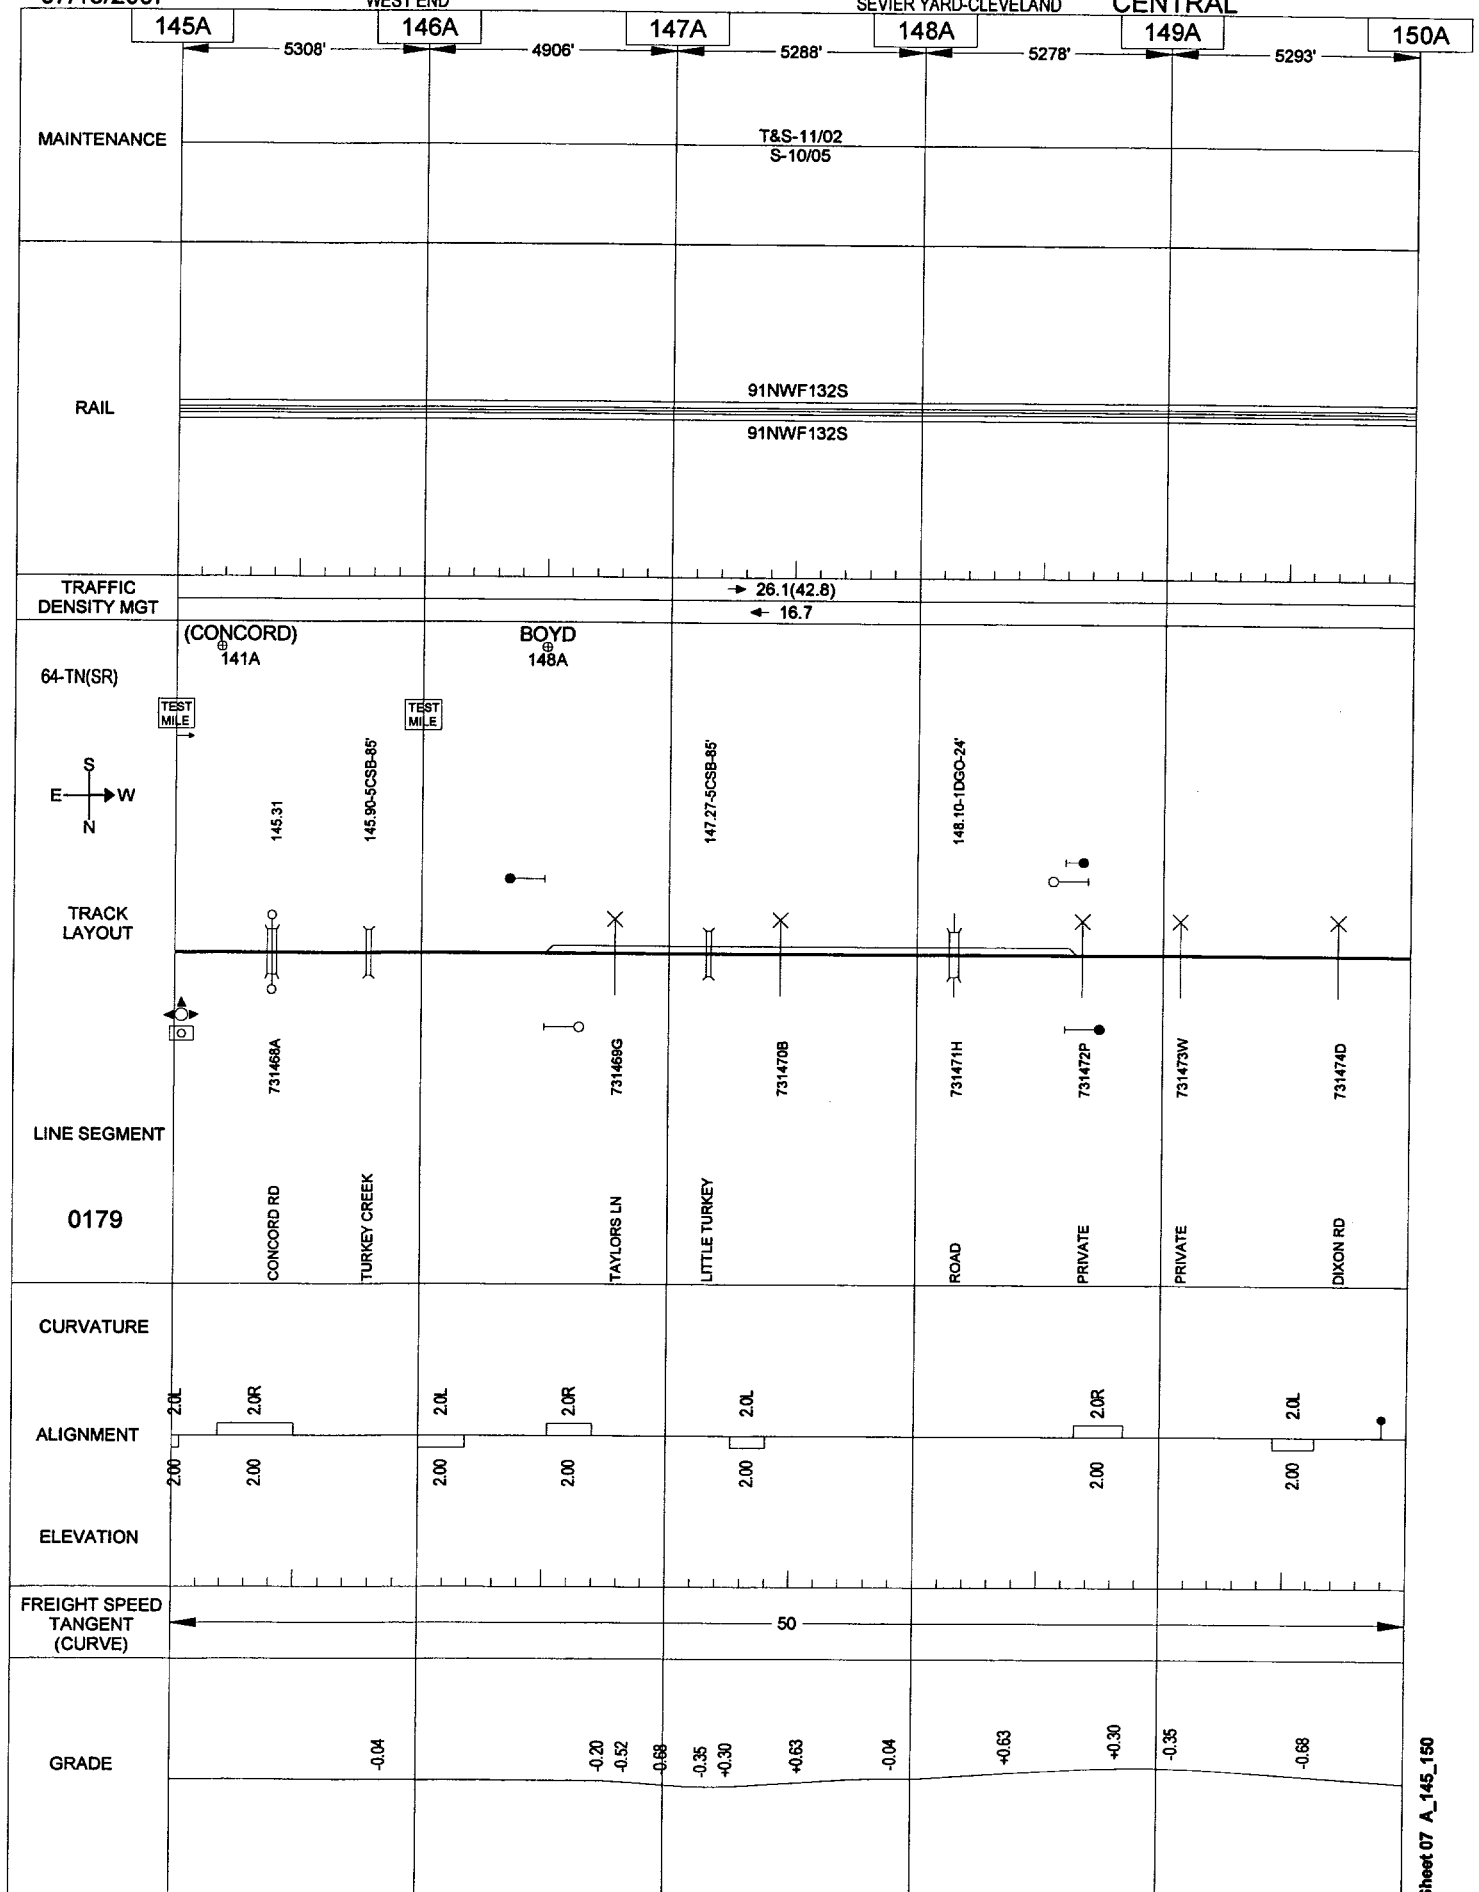 WEST END
SEVIER YARD-CLEVELAND
CENTRAL
145A 146A 147A 148A 149A 150A
5308' 4906' 5288' 5278' 5293'
MAINTENANCE
T&S-11/02
S-10/05
RAIL
91NWF132S
91NWF132S
TRAFFIC
DENSITY MGT
26.1(42.8)
16.7
(CONCORD) BOYD
141A 148A
64-TN(SR)
TEST
MILE
TEST
MILE
S
E W
N
145.31
145.90-5CSB-85'
147.27-5CSB-85'
148.10-1DGO-24'
TRACK
LAYOUT
731468A
731469G
731470B
731471H
731472P
731473W
731474D
LINE SEGMENT
0179
CONCORD RD
TURKEY CREEK
TAYLORS LN
LITTLE TURKEY
ROAD
PRIVATE
PRIVATE
DIXON RD
CURVATURE
2.0L 2.0R 2.0L 2.0R 2.0L 2.0R 2.0L
ALIGNMENT
2.00 2.00 2.00 2.00 2.00 2.00 2.00
ELEVATION
FREIGHT SPEED
TANGENT
(CURVE)
50
GRADE
-0.04 -0.20 -0.52 -0.68 -0.35 +0.30 +0.63 -0.04 +0.63 +0.30 -0.35 -0.68
Sheet 07 A_145_150